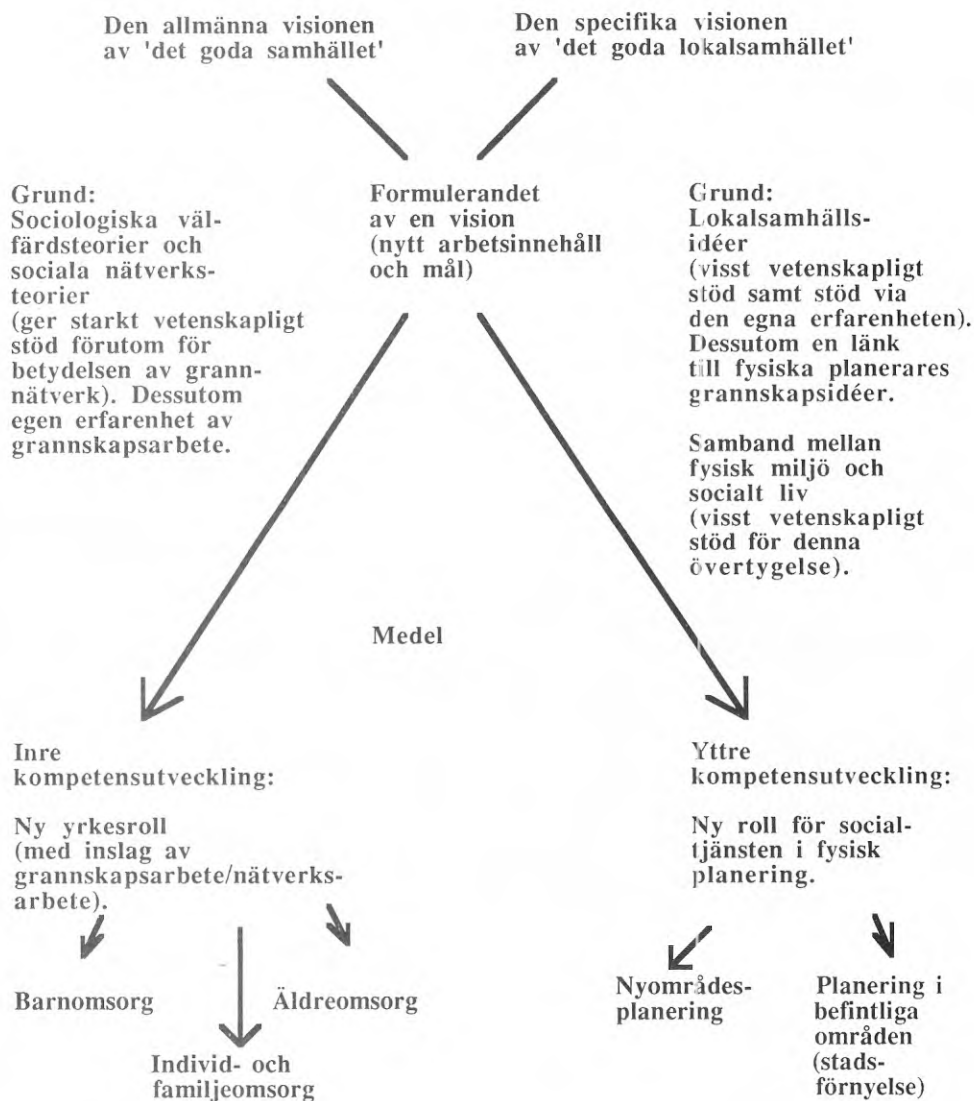 Den allmänna visionen
av 'det goda samhället'
Den specifika visionen
av 'det goda lokalsamhället'
Grund:
Sociologiska väl-
färdsteorier och
sociala nätverks-
teorier
(ger starkt vetenskapligt
stöd förutom för
betydelsen av grann-
nätverk). Dessutom
egen erfarenhet av
grannskapsarbete.
Formulerandet
av en vision
(nytt arbetsinnehåll
och mål)
Grund:
Lokalsamhälls-
idéer
(visst vetenskapligt
stöd samt stöd via
den egna erfarenheten).
Dessutom en länk
till fysiska planerares
grannskapsidéer.
Samband mellan
fysisk miljö och
socialt liv
(visst vetenskapligt
stöd för denna
övertygelse).
Medel
Inre
kompetensutveckling:
Ny yrkesroll
(med inslag av
grannskapsarbete/nätverks-
arbete).
Barnomsorg
Äldreomsorg
Individ- och
familjeomsorg
Yttre
kompetensutveckling:
Ny roll för social-
tjänsten i fysisk
planering.
Nyområdes-
planering
Planering i
befintliga
områden
(stads-
förnyelse)